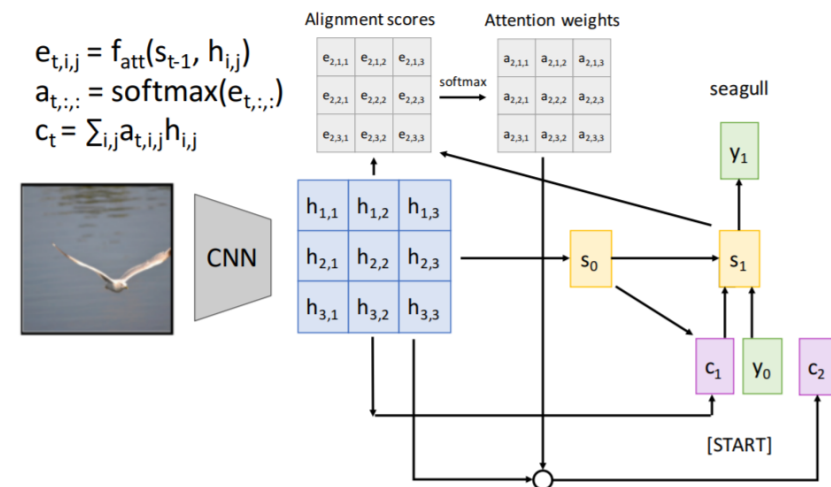 Alignment scores
Attention weights
e_{t,i,j} = f_{att}(s_{t-1}, h_{i,j})
a_{t,:,:} = softmax(e_{t,:,:})
c_t = ∑_{i,j}a_{t,i,j}h_{i,j}
e_{2,1,1} e_{2,1,2} e_{2,1,3}
e_{2,2,1} e_{2,2,2} e_{2,2,3}
e_{2,3,1} e_{2,3,2} e_{2,3,3}
softmax
a_{2,1,1} a_{2,1,2} a_{2,1,3}
a_{2,2,1} a_{2,2,2} a_{2,2,3}
a_{2,3,1} a_{2,3,2} a_{2,3,3}
seagull
y_1
CNN
h_{1,1} h_{1,2} h_{1,3}
h_{2,1} h_{2,2} h_{2,3}
h_{3,1} h_{3,2} h_{3,3}
s_0
s_1
c_1
y_0
c_2
[START]